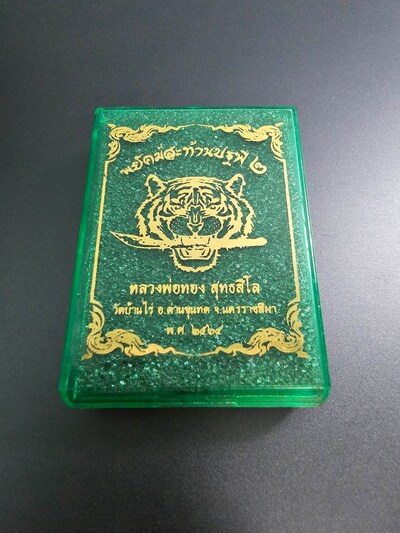 พยัคฆ์สะท้านปฐพี ๒
หลวงพ่อทอง สุทธสีโล
วัดบ้านไร่ อ.ด่านขุนทด จ.นครราชสีมา
พ.ศ. ๒๕๖๔